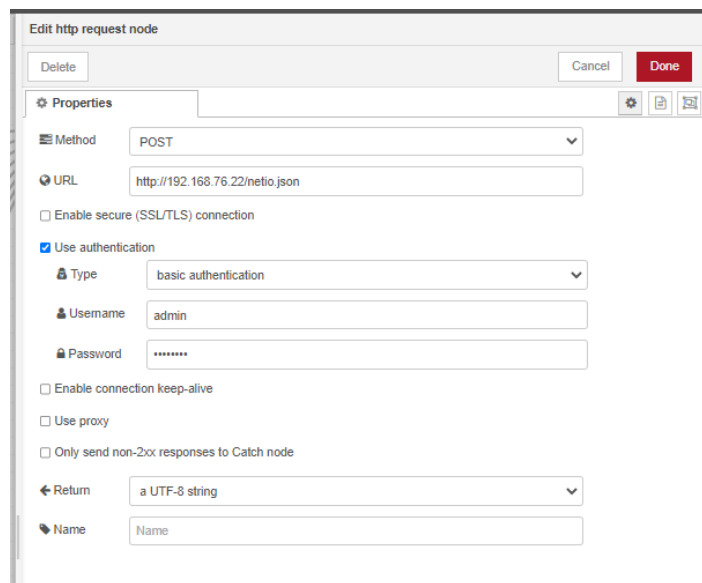 Edit http request node
Delete
Cancel
Done
Properties
Method
POST
URL
http://192.168.76.22/netio.json
Enable secure (SSL/TLS) connection
Use authentication
Type
basic authentication
Username
admin
Password
••••••••
Enable connection keep-alive
Use proxy
Only send non-2xx responses to Catch node
Return
a UTF-8 string
Name
Name